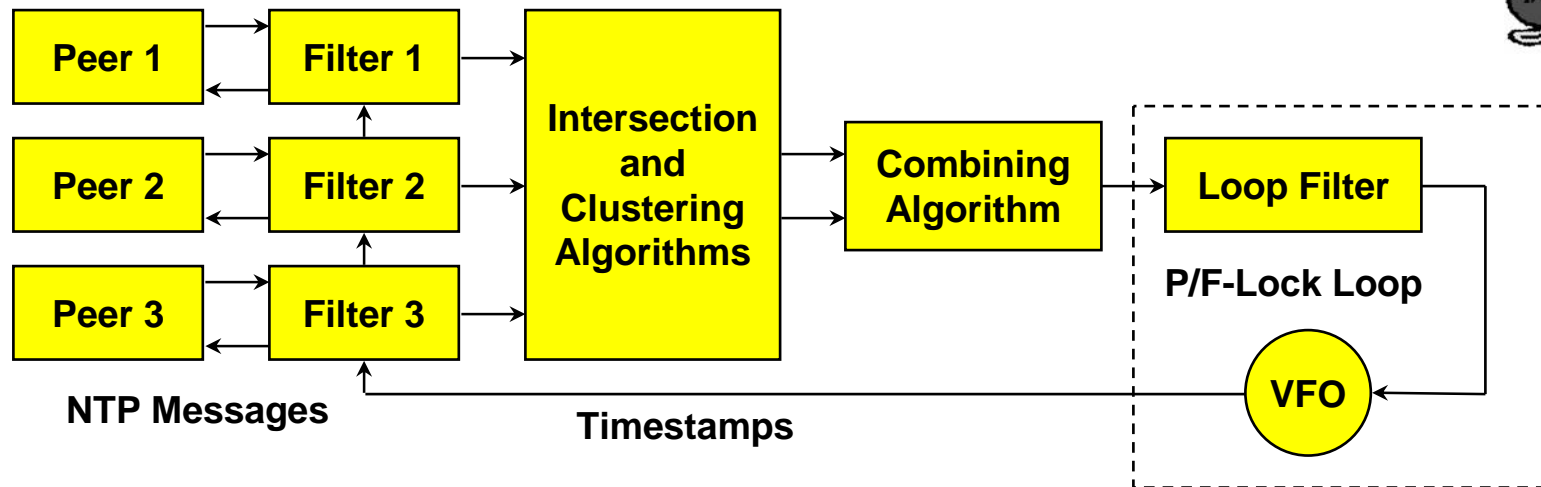 Peer 1
Filter 1
Peer 2
Filter 2
Peer 3
Filter 3
Intersection
and
Clustering
Algorithms
Combining
Algorithm
Loop Filter
P/F-Lock Loop
VFO
NTP Messages
Timestamps